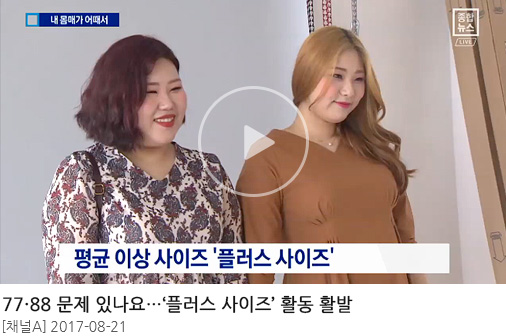 내 몸매가 어때서
종합
뉴스
LIVE
평균 이상 사이즈 '플러스 사이즈'
77·88 문제 있나요…‘플러스 사이즈’ 활동 활발
[채널A] 2017-08-21